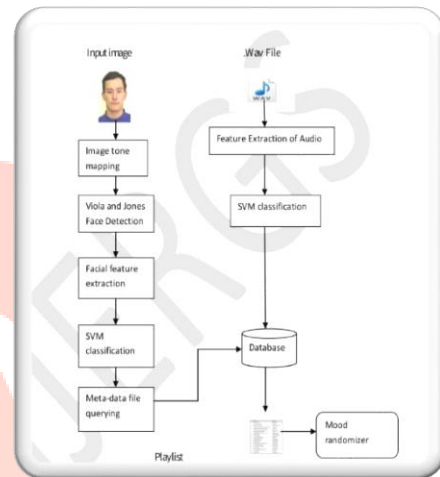 Input image
.Wav File
WAV
Image tone
mapping
Feature Extraction of Audio
Viola and Jones
Face Detection
SVM classification
Facial feature
extraction
SVM
classification
Database
Meta-data file
querying
Mood
randomizer
Playlist